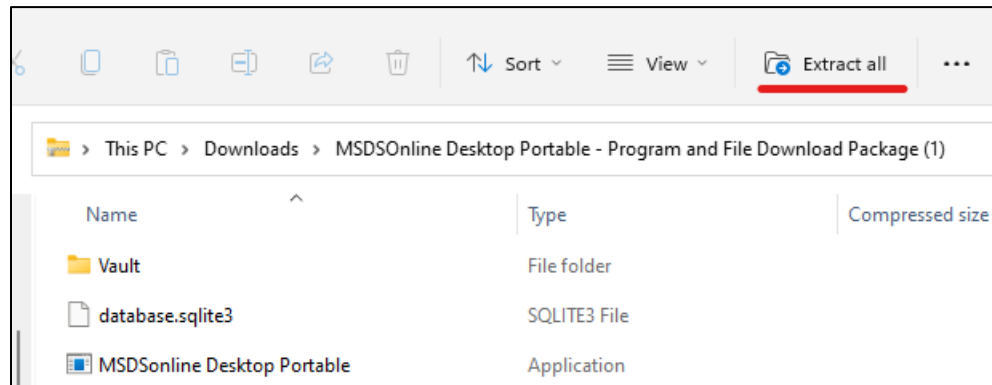 Sort View Extract all ...
This PC > Downloads > MSDSOnline Desktop Portable - Program and File Download Package (1)
Name Type Compressed size
Vault File folder
database.sqlite3 SQLITE3 File
MSDSonline Desktop Portable Application